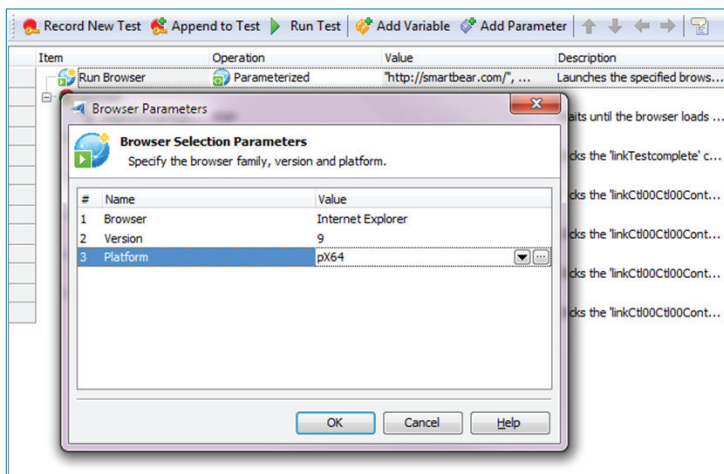 Record New Test Append to Test Run Test Add Variable Add Parameter
Item Operation Value Description
Run Browser Parameterized "http://smartbear.com/", ... Launches the specified brows...
Browser Parameters
aits until the browser loads ...
Browser Selection Parameters
Specify the browser family, version and platform.
cks the 'linkTestcomplete' c...
# Name Value
cks the 'linkCtl00Ctl00Cont...
1 Browser Internet Explorer
2 Version 9
cks the 'linkCtl00Ctl00Cont...
3 Platform pX64
cks the 'linkCtl00Ctl00Cont...
cks the 'linkCtl00Ctl00Cont...
OK Cancel Help